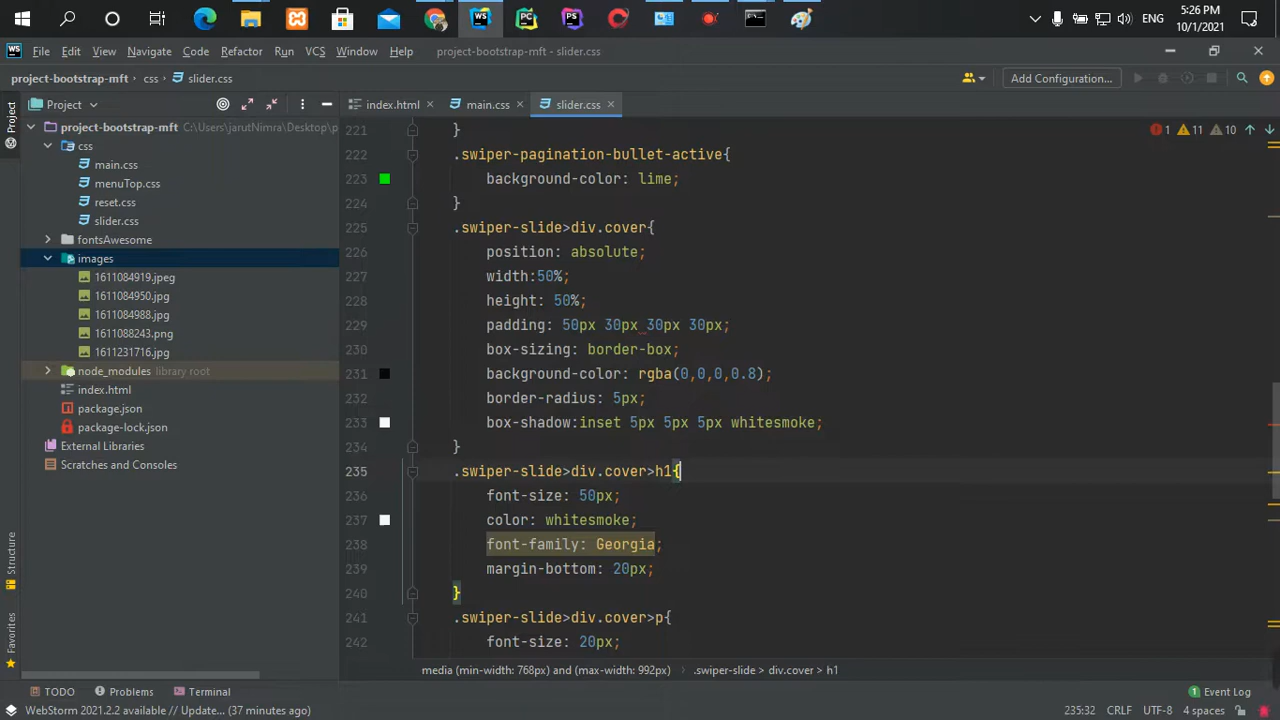 ENG
5:26 PM
10/1/2021
WS
File Edit View Navigate Code Refactor Run VCS Window Help
project-bootstrap-mft - slider.css
project-bootstrap-mft › css › slider.css
Add Configuration...
Project
index.html
main.css
slider.css
project-bootstrap-mft C:\Users\jarutNimra\Desktop\p
css
main.css
menuTop.css
reset.css
slider.css
fontsAwesome
images
1611084919.jpeg
1611084950.jpg
1611084988.jpg
1611088243.png
1611231716.jpg
node_modules library root
index.html
package.json
package-lock.json
External Libraries
Scratches and Consoles
Project
Structure
Favorites
1 11 10
221 }
222 .swiper-pagination-bullet-active{
223 background-color: lime;
224 }
225 .swiper-slide>div.cover{
226 position: absolute;
227 width:50%;
228 height: 50%;
229 padding: 50px 30px 30px 30px;
230 box-sizing: border-box;
231 background-color: rgba(0,0,0,0.8);
232 border-radius: 5px;
233 box-shadow:inset 5px 5px 5px whitesmoke;
234 }
235 .swiper-slide>div.cover>h1{
236 font-size: 50px;
237 color: whitesmoke;
238 font-family: Georgia;
239 margin-bottom: 20px;
240 }
241 .swiper-slide>div.cover>p{
242 font-size: 20px;
media (min-width: 768px) and (max-width: 992px) › .swiper-slide > div.cover > h1
TODO
Problems
Terminal
Event Log
WebStorm 2021.2.2 available // Update... (37 minutes ago)
235:32 CRLF UTF-8 4 spaces